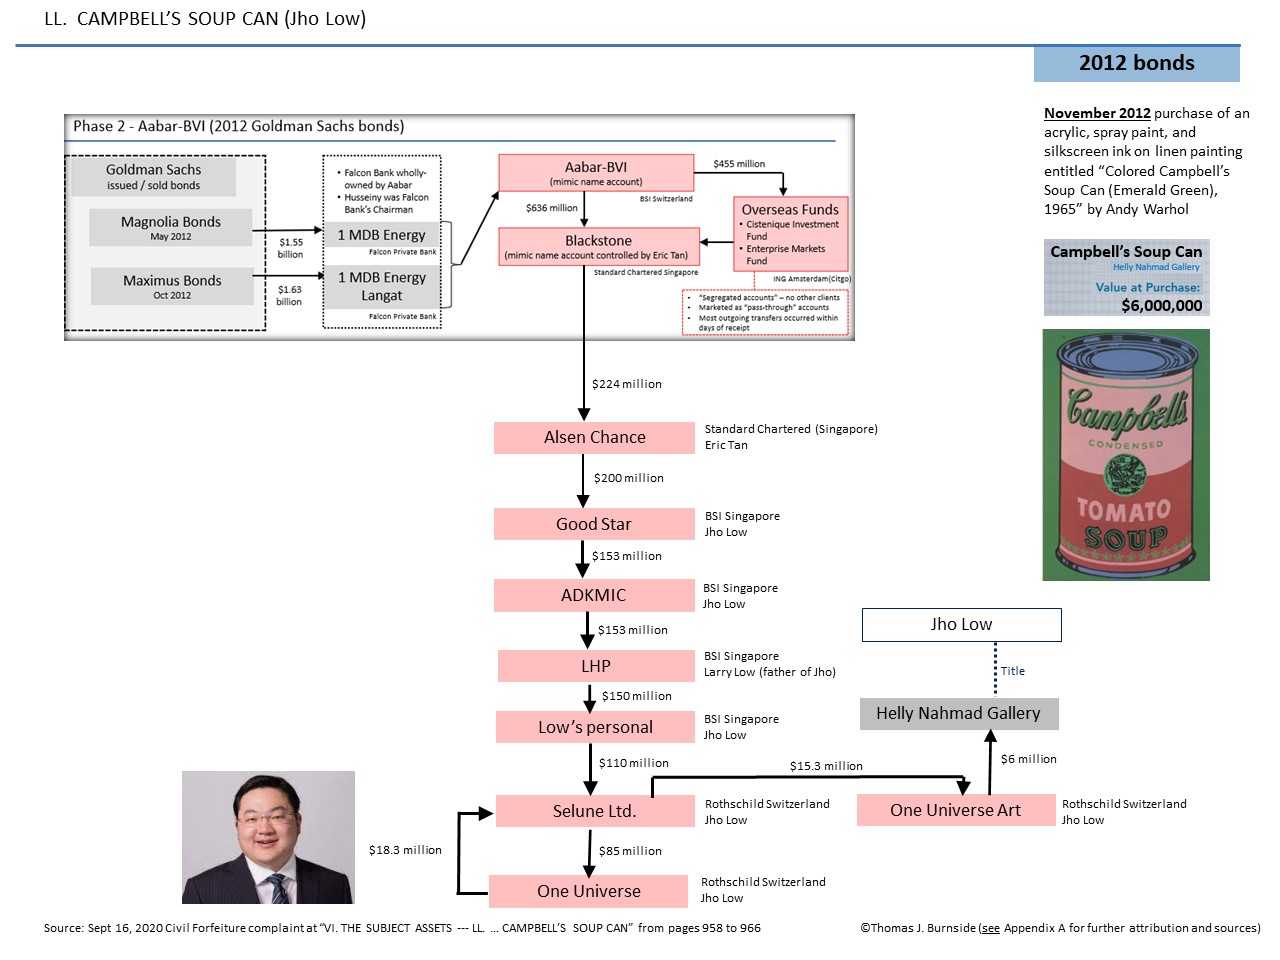 LL.  CAMPBELL'S SOUP CAN (Jho Low)
2012 bonds
November 2012 purchase of an
acrylic, spray paint, and
silkscreen ink on linen painting
entitled “Colored Campbell's
Soup Can (Emerald Green),
1965” by Andy Warhol
Campbell's Soup Can
Helly Nahmad Gallery
Value at Purchase:
$6,000,000
Campbell's
CONDENSED
TOMATO
SOUP
Phase 2 - Aabar-BVI (2012 Goldman Sachs bonds)
Goldman Sachs
issued / sold bonds
Magnolia Bonds
May 2012
Maximus Bonds
Oct 2012
$1.55
billion
$1.63
billion
• Falcon Bank wholly-
owned by Aabar
• Husseiny was Falcon
Bank's Chairman
1 MDB Energy
Falcon Private Bank
1 MDB Energy
Langat
Falcon Private Bank
Aabar-BVI
(mimic name account)
BSI Switzerland
$455 million
$636 million
Blackstone
(mimic name account controlled by Eric Tan)
Standard Chartered Singapore
Overseas Funds
• Cistenique Investment
Fund
• Enterprise Markets
Fund
ING Amsterdam(Citgo)
• “Segregated accounts” – no other clients
• Marketed as “pass-through” accounts
• Most outgoing transfers occurred within
days of receipt
$224 million
Alsen Chance
Standard Chartered (Singapore)
Eric Tan
$200 million
Good Star
BSI Singapore
Jho Low
$153 million
ADKMIC
BSI Singapore
Jho Low
$153 million
LHP
BSI Singapore
Larry Low (father of Jho)
$150 million
Low's personal
BSI Singapore
Jho Low
$110 million
Selune Ltd.
Rothschild Switzerland
Jho Low
$18.3 million
$85 million
One Universe
Rothschild Switzerland
Jho Low
$15.3 million
One Universe Art
Rothschild Switzerland
Jho Low
$6 million
Helly Nahmad Gallery
Title
Jho Low
Source: Sept 16, 2020 Civil Forfeiture complaint at “VI. THE SUBJECT ASSETS --- LL. … CAMPBELL'S  SOUP CAN” from pages 958 to 966
©Thomas J. Burnside (see Appendix A for further attribution and sources)